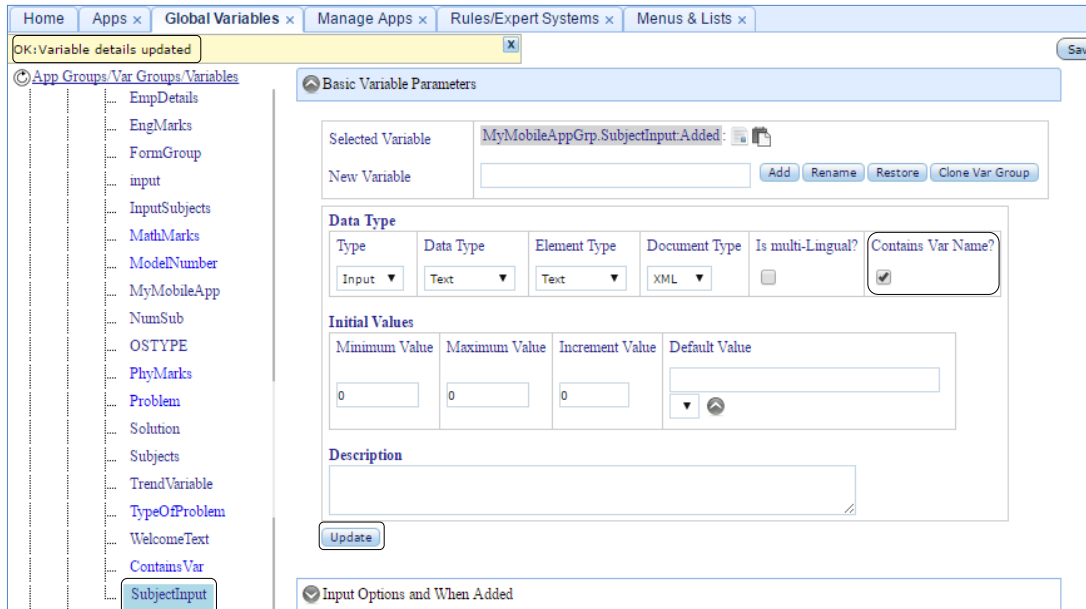 Home Apps × Global Variables × Manage Apps × Rules/Expert Systems × Menus & Lists ×
OK:Variable details updated X
Sav
App Groups/Var Groups/Variables
EmpDetails
EngMarks
FormGroup
input
InputSubjects
MathMarks
ModelNumber
MyMobileApp
NumSub
OSTYPE
PhyMarks
Problem
Solution
Subjects
TrendVariable
TypeOfProblem
WelcomeText
ContainsVar
SubjectInput
Basic Variable Parameters
Selected Variable MyMobileAppGrp.SubjectInput:Added:
New Variable Add Rename Restore Clone Var Group
Data Type
Type Data Type Element Type Document Type Is multi-Lingual? Contains Var Name?
Input ▼ Text ▼ Text ▼ XML ▼
Initial Values
Minimum Value Maximum Value Increment Value Default Value
0 0 0
▼
Description
Update
Input Options and When Added